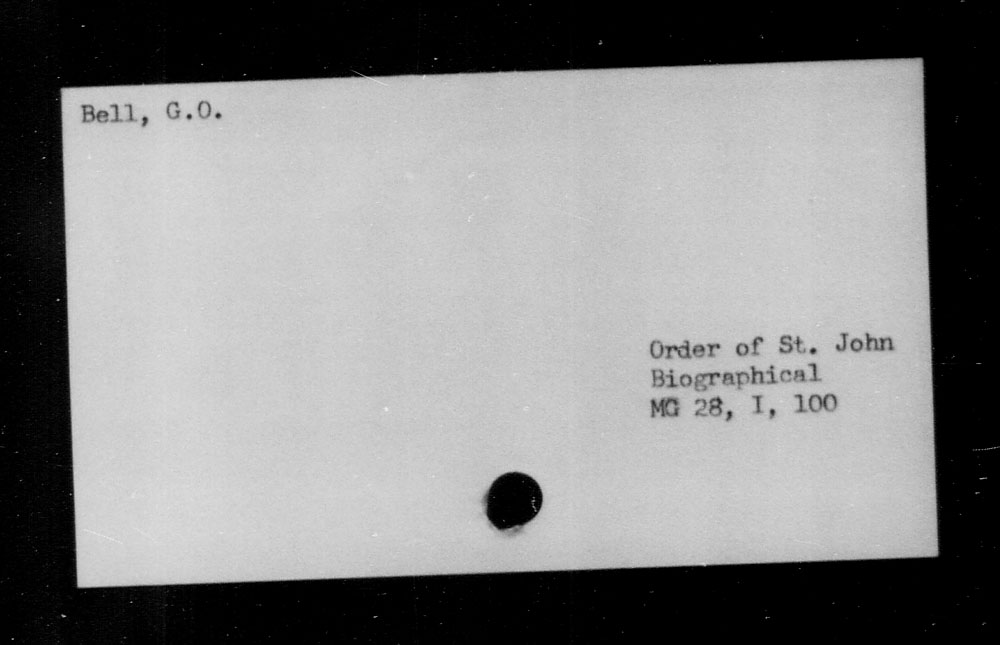 Bell, G.O.
Order of St. John
Biographical
MG 28, I, 100